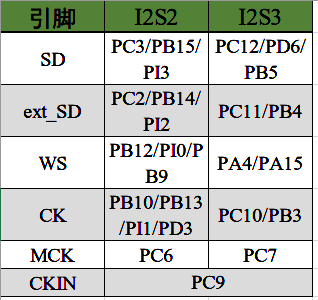 引脚 I2S2 I2S3
SD PC3/PB15/ PC12/PD6/
PI3 PB5
ext_SD PC2/PB14/ PC11/PB4
PI2
WS PB12/PI0/P PA4/PA15
B9
CK PB10/PB13 PC10/PB3
/PI1/PD3
MCK PC6 PC7
CKIN PC9